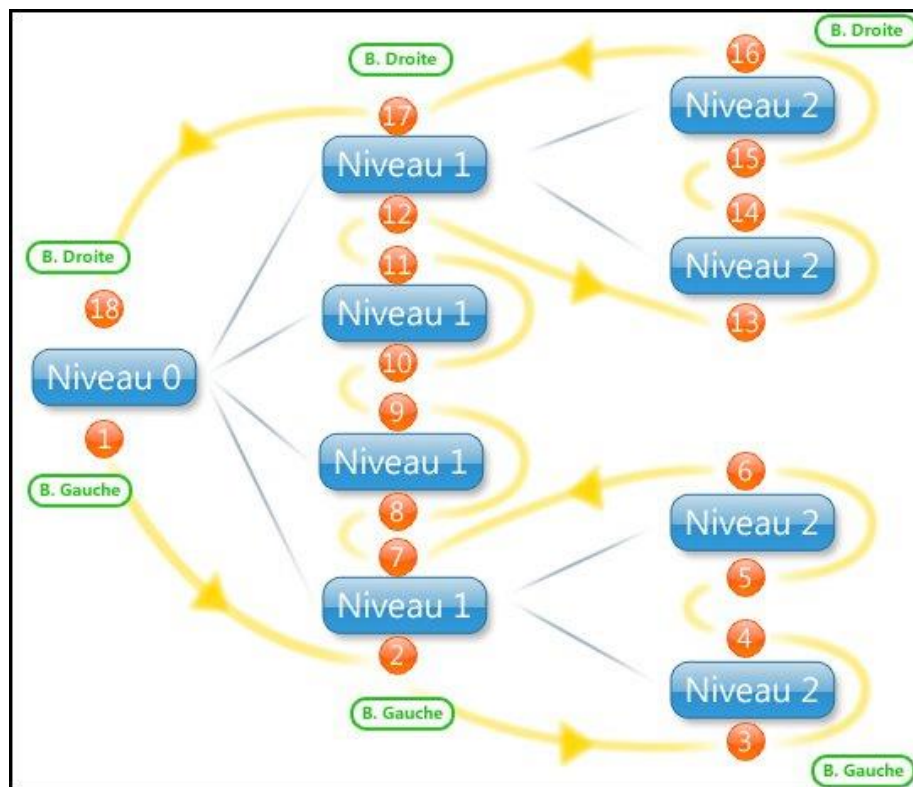 B. Droite
16
B. Droite
Niveau 2
17
Niveau 1
15
12
14
B. Droite
11
Niveau 2
18
Niveau 1
13
10
Niveau 0
9
1
Niveau 1
6
B. Gauche
8
Niveau 2
7
5
Niveau 1
4
2
Niveau 2
B. Gauche
3
B. Gauche